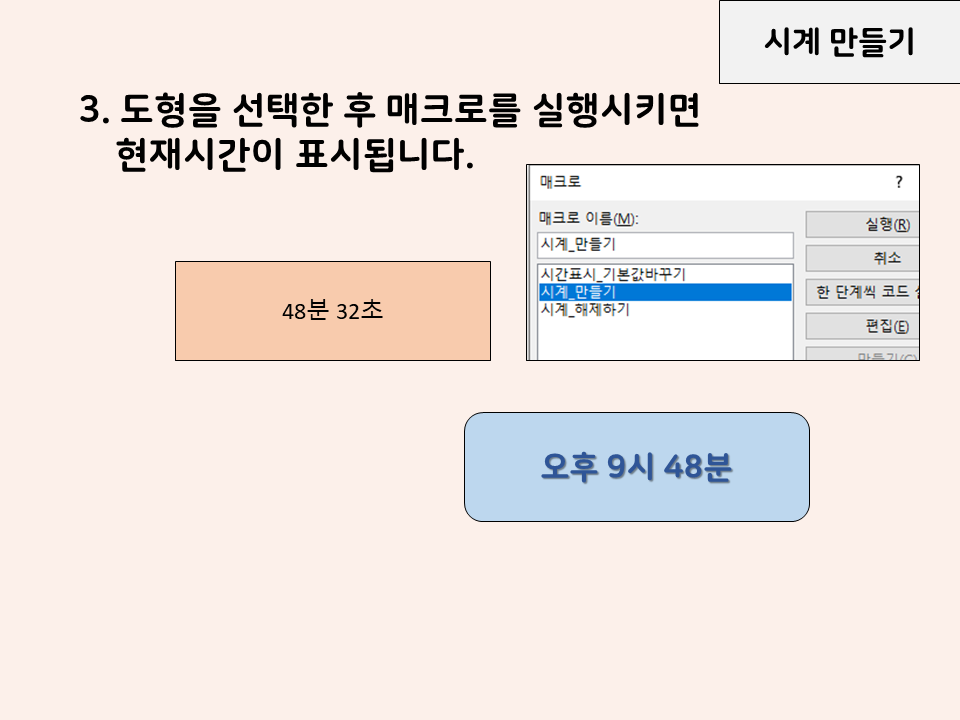 시계 만들기
3. 도형을 선택한 후 매크로를 실행시키면
현재시간이 표시됩니다.
매크로 ?
매크로 이름(M):
실행(R)
시계_만들기
취소
시간표시_기본값바꾸기
시계_만들기
한 단계씩 코드
시계_해제하기
편집(E)
만들기(C)
48분 32초
오후 9시 48분